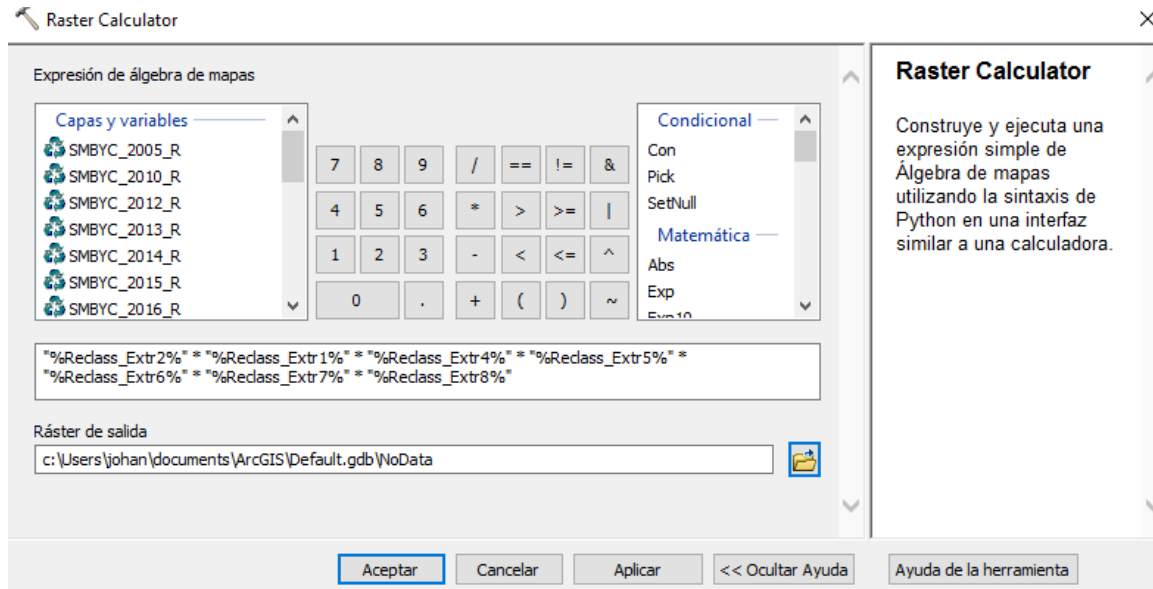 Raster Calculator
Expresión de álgebra de mapas
Capas y variables
SMBYC_2005_R
SMBYC_2010_R
SMBYC_2012_R
SMBYC_2013_R
SMBYC_2014_R
SMBYC_2015_R
SMBYC_2016_R
7 8 9 / == != &
4 5 6 * > >= |
1 2 3 - < <= ^
0 . + ( ) ~
Condicional
Con
Pick
SetNull
Matemática
Abs
Exp
Exp10
"%Reclass_Extr2%" * "%Reclass_Extr1%" * "%Reclass_Extr4%" * "%Reclass_Extr5%" *
"%Reclass_Extr6%" * "%Reclass_Extr7%" * "%Reclass_Extr8%"
Ráster de salida
c:\Users\johan\documents\ArcGIS\Default.gdb\NoData
Raster Calculator
Construye y ejecuta una
expresión simple de
Álgebra de mapas
utilizando la sintaxis de
Python en una interfaz
similar a una calculadora.
Aceptar Cancelar Aplicar << Ocultar Ayuda Ayuda de la herramienta